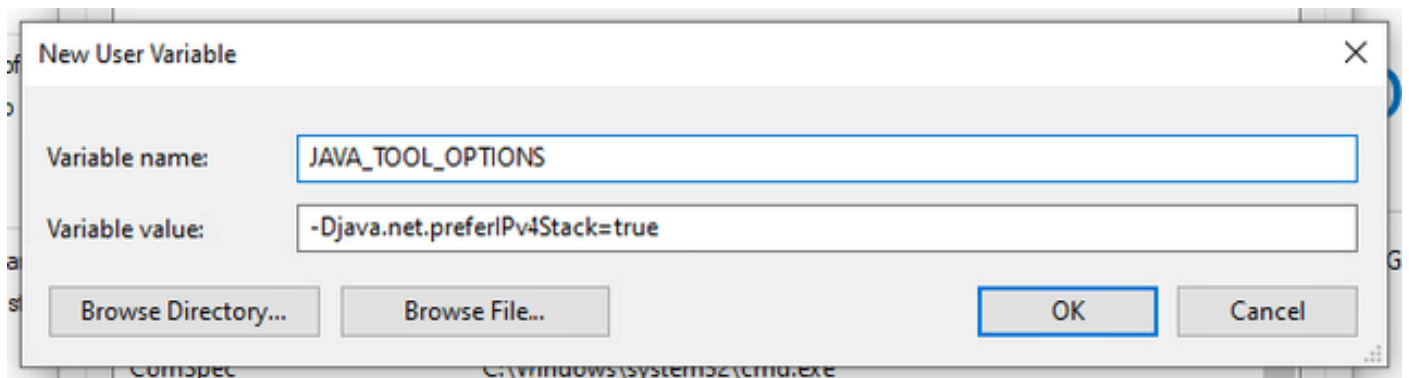 New User Variable
Variable name: JAVA_TOOL_OPTIONS
Variable value: -Djava.net.preferIPv4Stack=true
Browse Directory... Browse File... OK Cancel
ComSpec C:\Windows\system32\cmd.exe